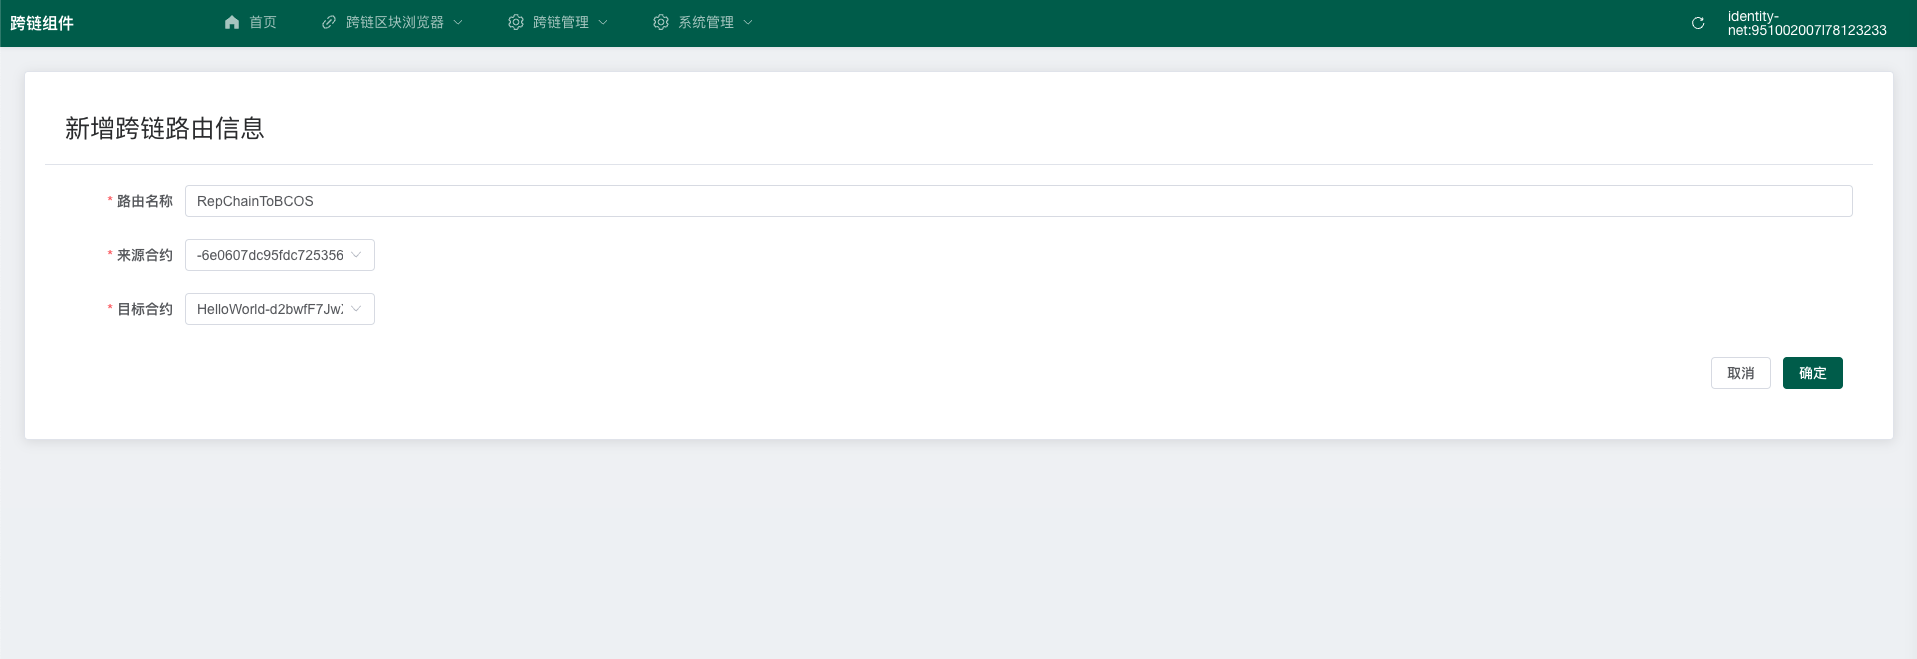 跨链组件
首页
跨链区块浏览器
跨链管理
系统管理
identity-
net:951002007l78123233
新增跨链路由信息
* 路由名称
RepChainToBCOS
* 来源合约
-6e0607dc95fdc725356
* 目标合约
HelloWorld-d2bwfF7Jw
取消
确定